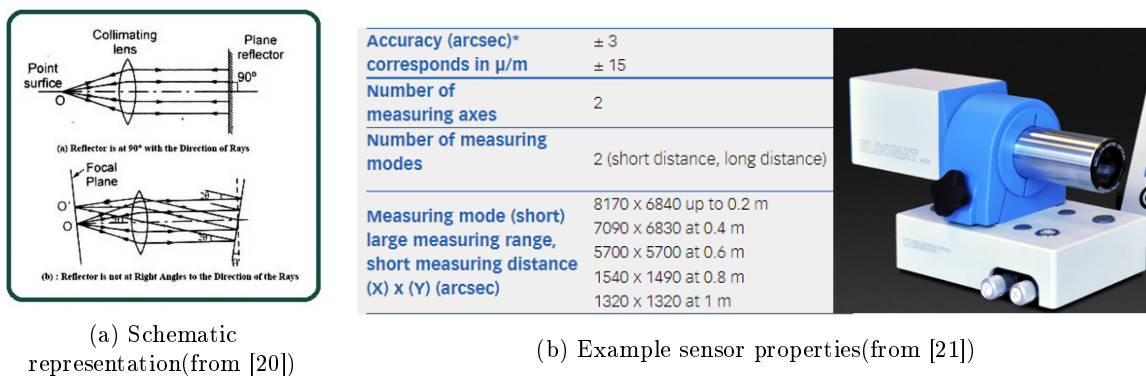 Collimating
lens
Plane
reflector
Point
surfice
90°
O
(a) Reflector is at 90° with the Direction of Rays
Focal
Plane
O'
O
2θ
(b) : Reflector is not at Right Angles to the Direction of the Rays
(a) Schematic
representation(from [20])
Accuracy (arcsec)* ± 3
corresponds in µ/m ± 15
Number of
measuring axes 2
Number of measuring
modes 2 (short distance, long distance)
Measuring mode (short)
large measuring range,
short measuring distance
(X) x (Y) (arcsec)
8170 x 6840 up to 0.2 m
7090 x 6830 at 0.4 m
5700 x 5700 at 0.6 m
1540 x 1490 at 0.8 m
1320 x 1320 at 1 m
ELCOMAT
(b) Example sensor properties(from [21])